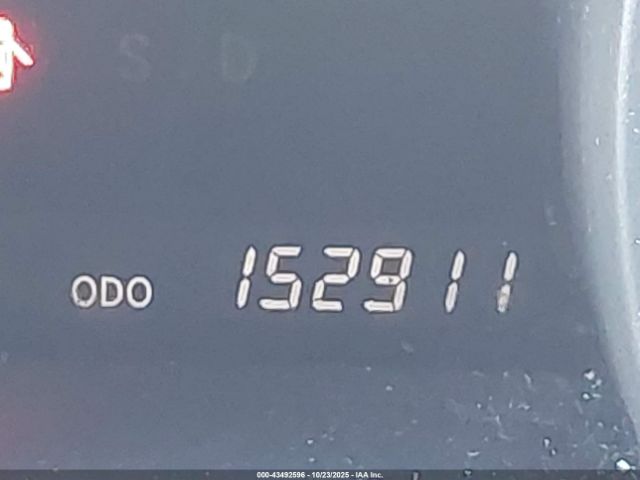 S D
ODO 152911
000-43492596 - 10/23/2025 - IAA Inc.